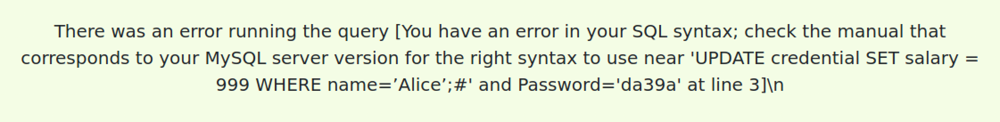 There was an error running the query [You have an error in your SQL syntax; check the manual that
corresponds to your MySQL server version for the right syntax to use near 'UPDATE credential SET salary =
999 WHERE name=’Alice’;#' and Password='da39a' at line 3]\n